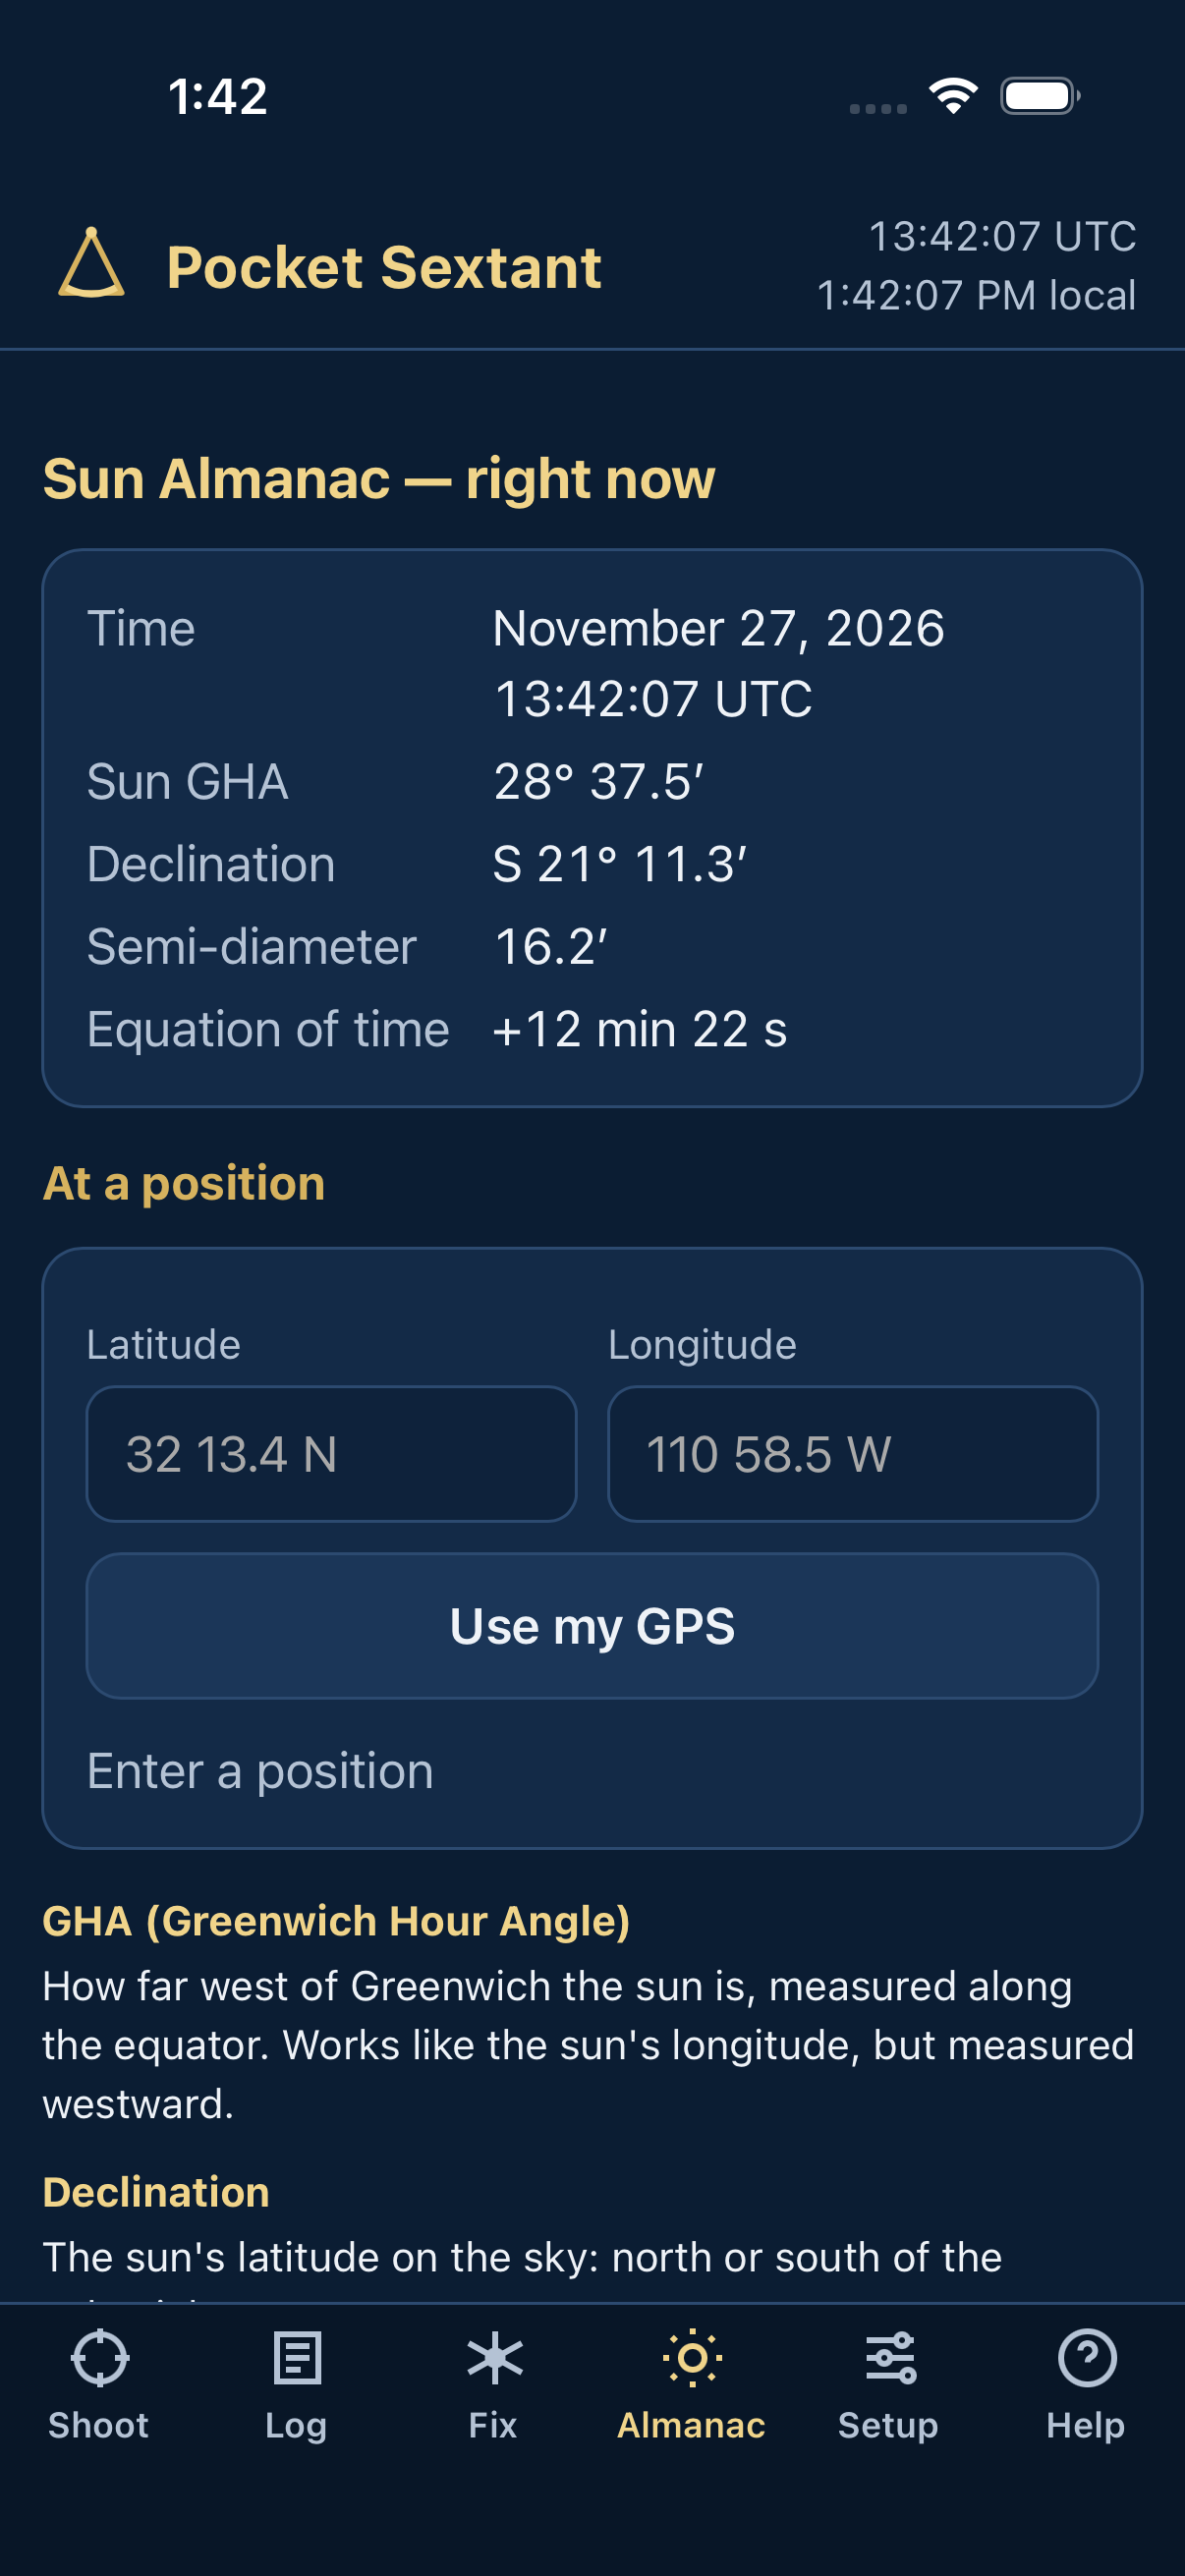 1:42
Pocket Sextant
13:42:07 UTC
1:42:07 PM local
Sun Almanac — right now
Time November 27, 2026
13:42:07 UTC
Sun GHA 28° 37.5′
Declination S 21° 11.3′
Semi-diameter 16.2′
Equation of time +12 min 22 s
At a position
Latitude Longitude
32 13.4 N 110 58.5 W
Use my GPS
Enter a position
GHA (Greenwich Hour Angle)
How far west of Greenwich the sun is, measured along
the equator. Works like the sun's longitude, but measured
westward.
Declination
The sun's latitude on the sky: north or south of the
Shoot Log Fix Almanac Setup Help